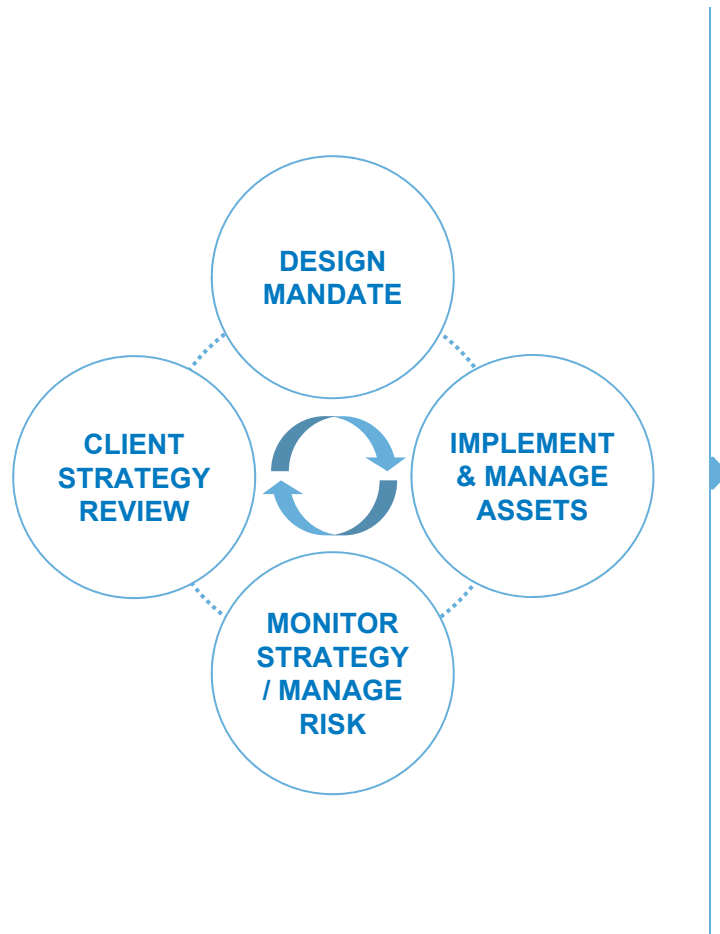 DESIGN
MANDATE
CLIENT
STRATEGY
REVIEW
IMPLEMENT
& MANAGE
ASSETS
MONITOR
STRATEGY
/ MANAGE
RISK